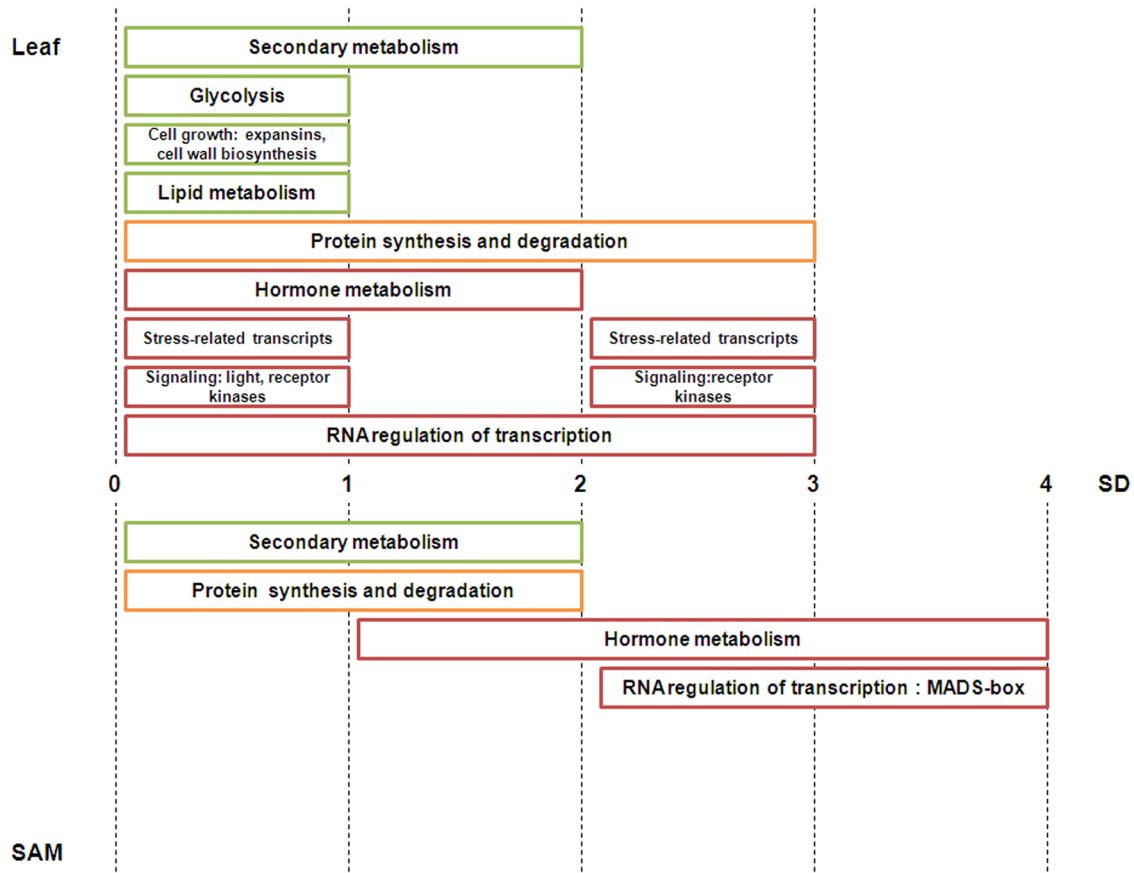 Leaf
Secondary metabolism
Glycolysis
Cell growth: expansins,
cell wall biosynthesis
Lipid metabolism
Protein synthesis and degradation
Hormone metabolism
Stress-related transcripts
Stress-related transcripts
Signaling: light, receptor
kinases
Signaling:receptor
kinases
RNA regulation of transcription
0 1 2 3 4 SD
Secondary metabolism
Protein synthesis and degradation
Hormone metabolism
RNA regulation of transcription : MADS-box
SAM